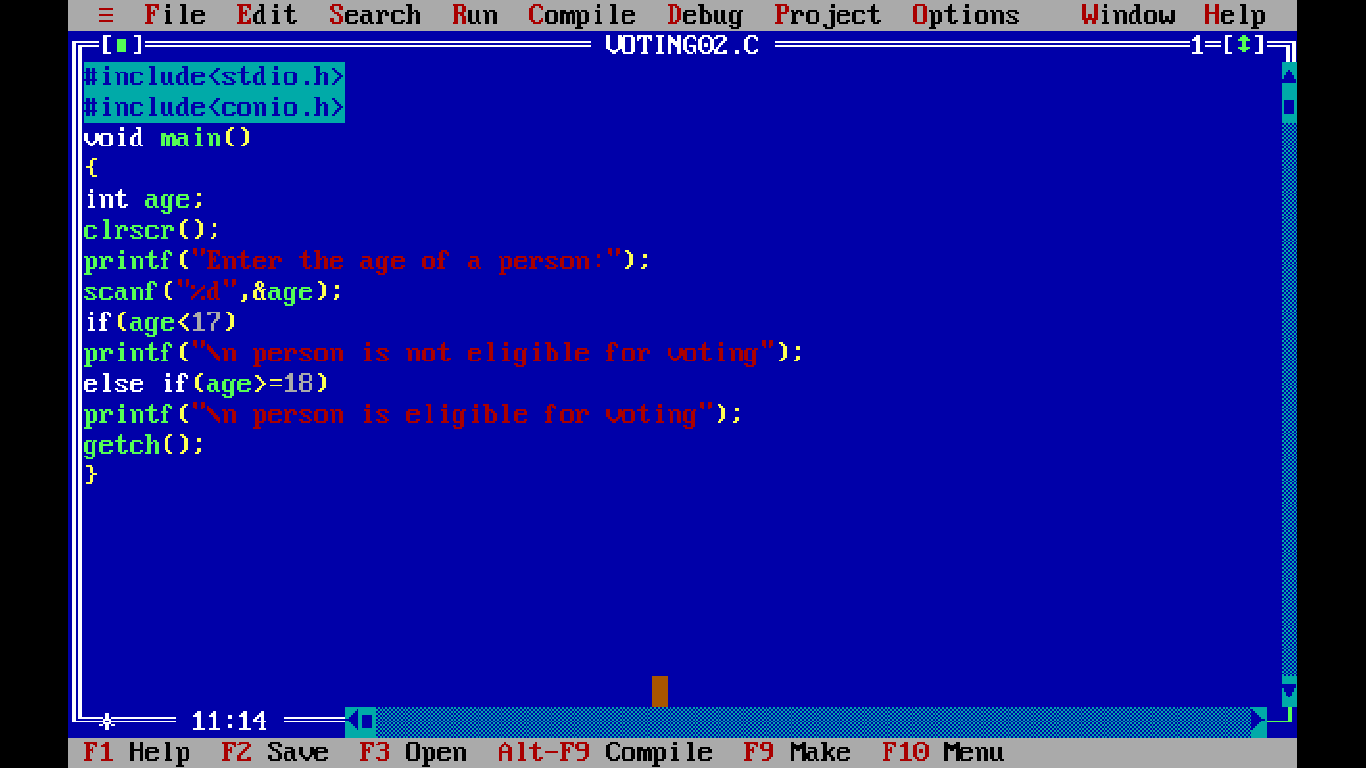 ≡ File Edit Search Run Compile Debug Project Options Window Help
[■] VOTING02.C 1=[↕]
#include<stdio.h>
#include<conio.h>
void main()
{
int age;
clrscr();
printf("Enter the age of a person:");
scanf("%d",&age);
if(age<17)
printf("\n person is not eligible for voting");
else if(age>=18)
printf("\n person is eligible for voting");
getch();
}
11:14
F1 Help F2 Save F3 Open Alt-F9 Compile F9 Make F10 Menu